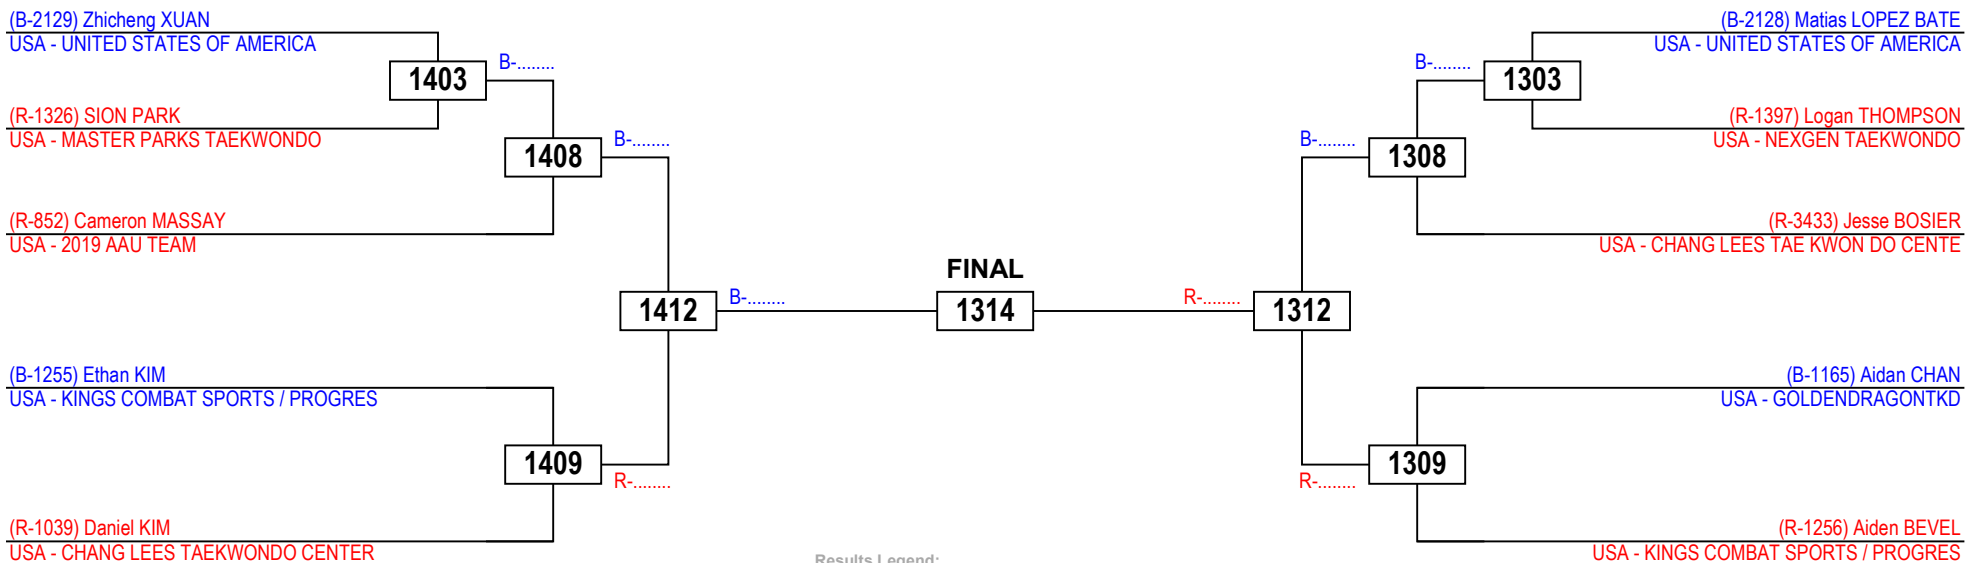 (B-2129) Zhicheng XUAN
USA - UNITED STATES OF AMERICA
1403
B-........
(R-1326) SION PARK
USA - MASTER PARKS TAEKWONDO
1408
B-........
(R-852) Cameron MASSAY
USA - 2019 AAU TEAM
1412
B-........
(B-1255) Ethan KIM
USA - KINGS COMBAT SPORTS / PROGRES
1409
R-........
(R-1039) Daniel KIM
USA - CHANG LEES TAEKWONDO CENTER
FINAL
1314
(B-2128) Matias LOPEZ BATE
USA - UNITED STATES OF AMERICA
B-........
1303
(R-1397) Logan THOMPSON
USA - NEXGEN TAEKWONDO
B-........
1308
(R-3433) Jesse BOSIER
USA - CHANG LEES TAE KWON DO CENTE
R-........
1312
(B-1165) Aidan CHAN
USA - GOLDENDRAGONTKD
1309
R-........
(R-1256) Aiden BEVEL
USA - KINGS COMBAT SPORTS / PROGRES
Results Legend: